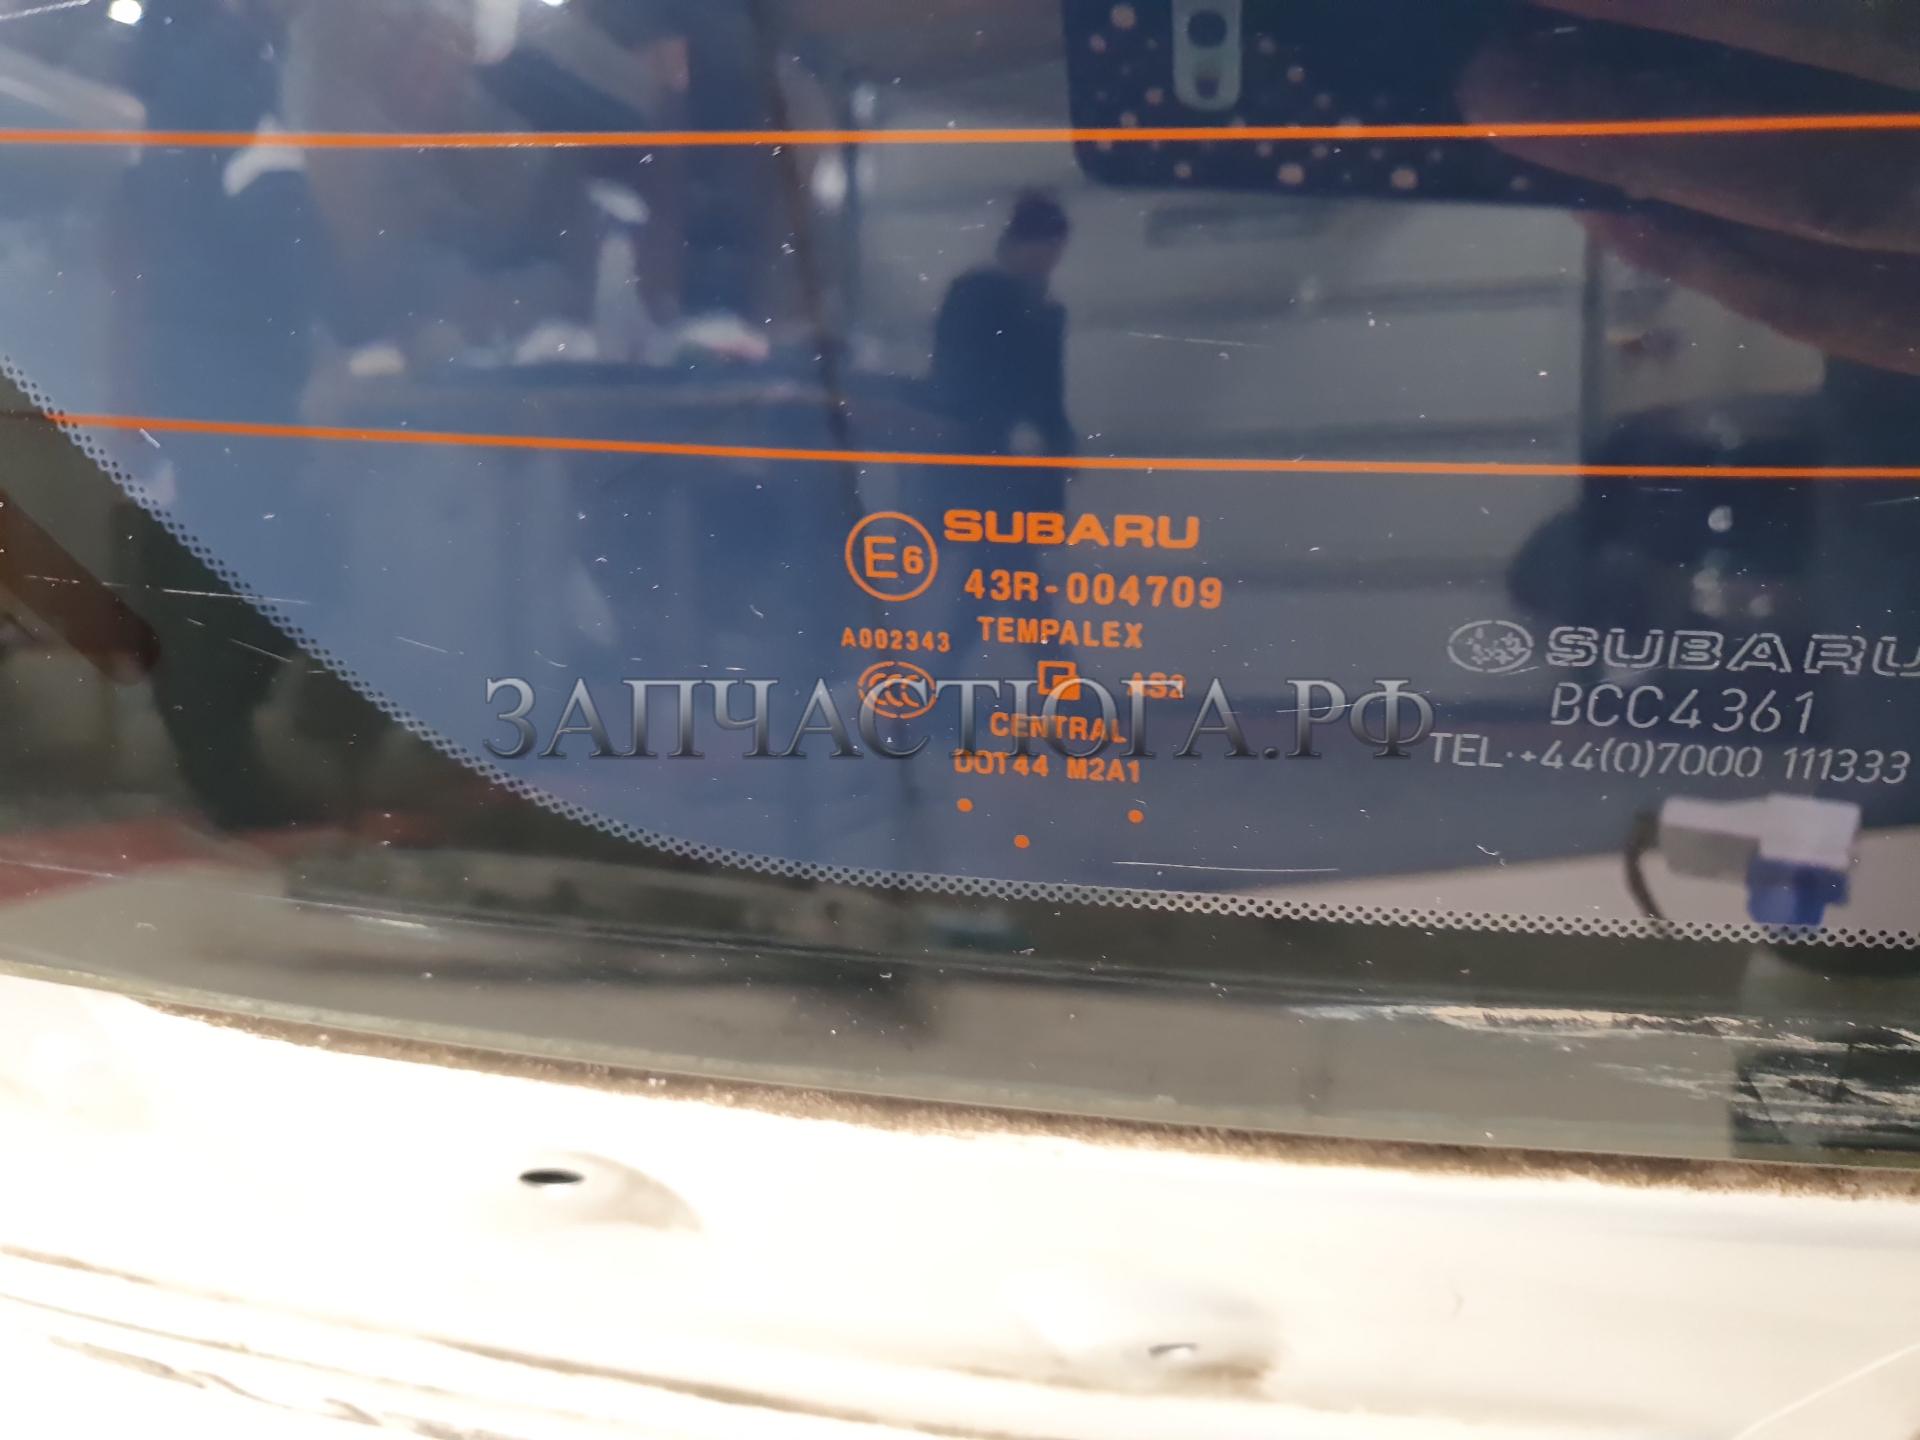 SUBARU
E6
43R-004709
TEMPALEX
A002343
CCC
AS2
CENTRAL
DOT44 M2A1
SUBARU
BCC4361
TEL·+44(0)7000 111333
ЗАПЧАСТЮГА.РФ